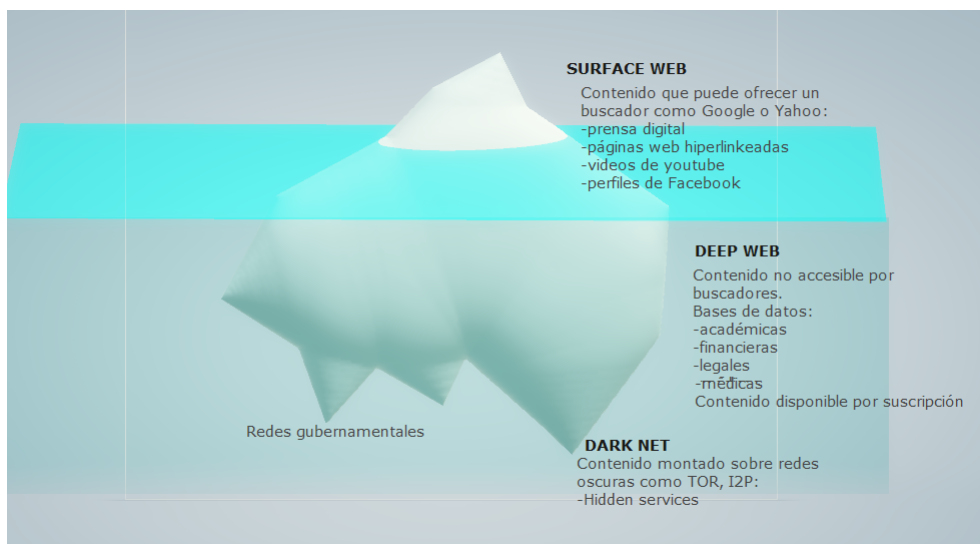 SURFACE WEB
Contenido que puede ofrecer un
buscador como Google o Yahoo:
-prensa digital
-páginas web hiperlinkeadas
-videos de youtube
-perfiles de Facebook
DEEP WEB
Contenido no accesible por
buscadores.
Bases de datos:
-académicas
-financieras
-legales
-médicas
Contenido disponible por suscripción
Redes gubernamentales
DARK NET
Contenido montado sobre redes
oscuras como TOR, I2P:
-Hidden services